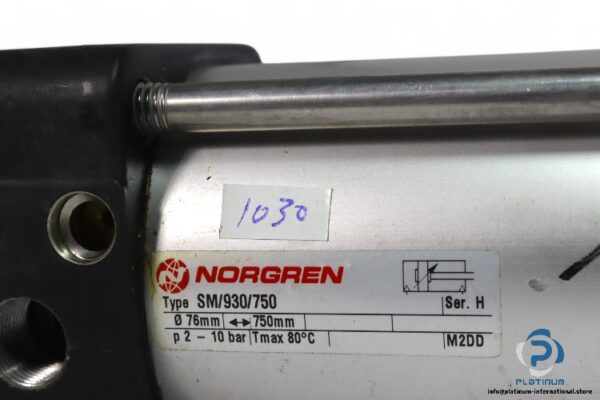 1030
NORGREN
Type SM/930/750 Ser. H
Ø 76mm ◄-► 750mm
p 2 - 10 bar Tmax 80°C M2DD
PLATINUM
INTERNATIONAL
info@platinum-international.store